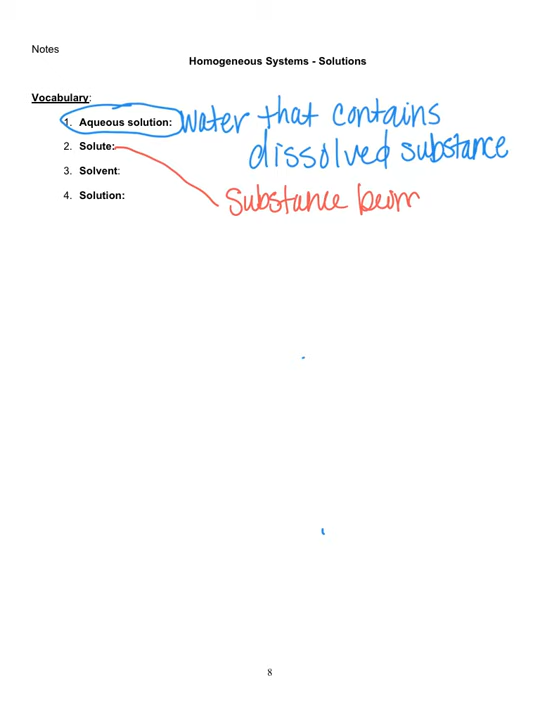 Notes
Homogeneous Systems - Solutions
Vocabulary:
1. Aqueous solution: Water that contains
dissolved substance
2. Solute:
3. Solvent:
4. Solution:
Substance bein
8